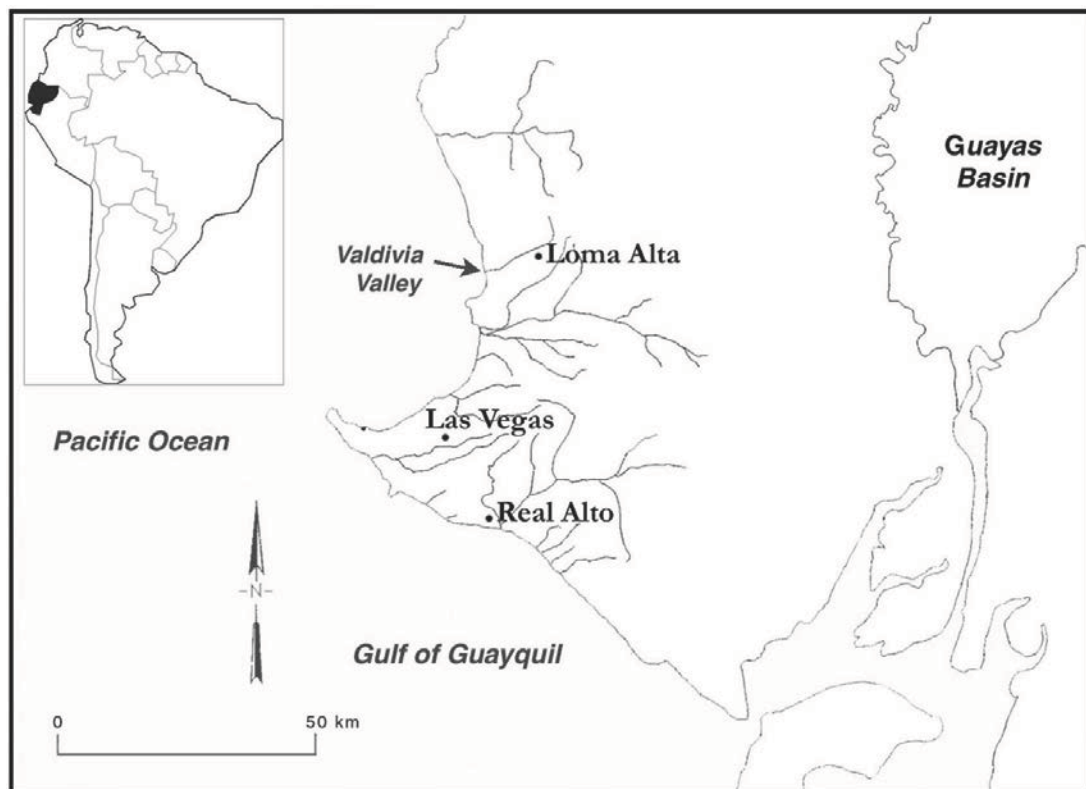 Guayas
Basin
Loma Alta
Valdivia
Valley
Las Vegas
Pacific Ocean
Real Alto
-N-
Gulf of Guayquil
0
50 km